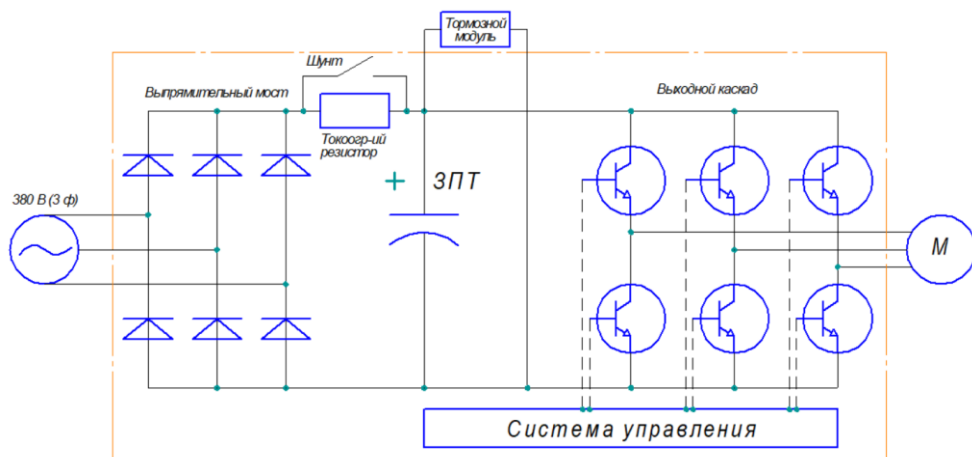 Тормозной
модуль
Шунт
Выпрямительный мост
Выходной каскад
Токоогр-ий
резистор
ЗПТ
380 В (3 ф)
М
Система управления